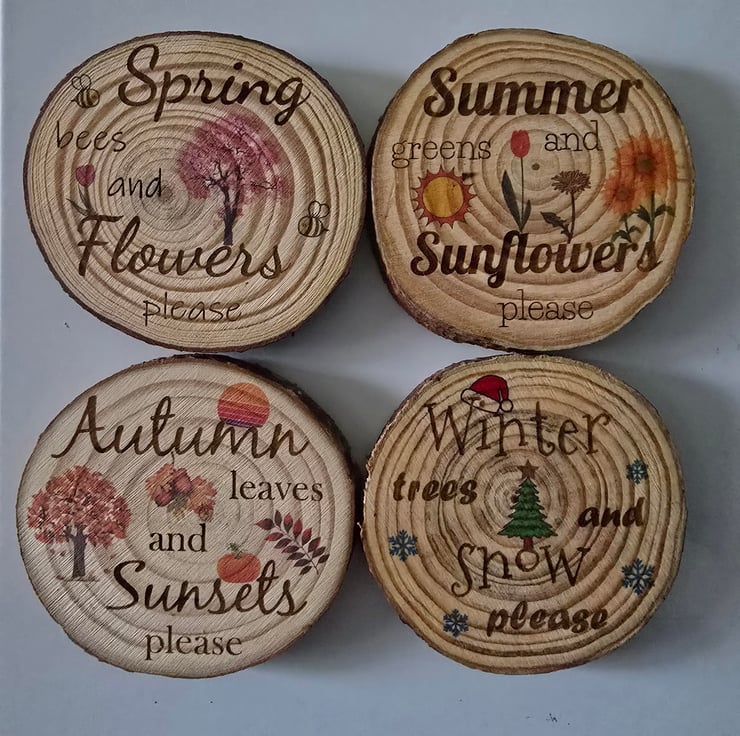 Spring
bees
and
Flowers
please
Summer
greens and
Sunflowers
please
Autumn
leaves
and
Sunsets
please
Winter
trees
and
snow
please